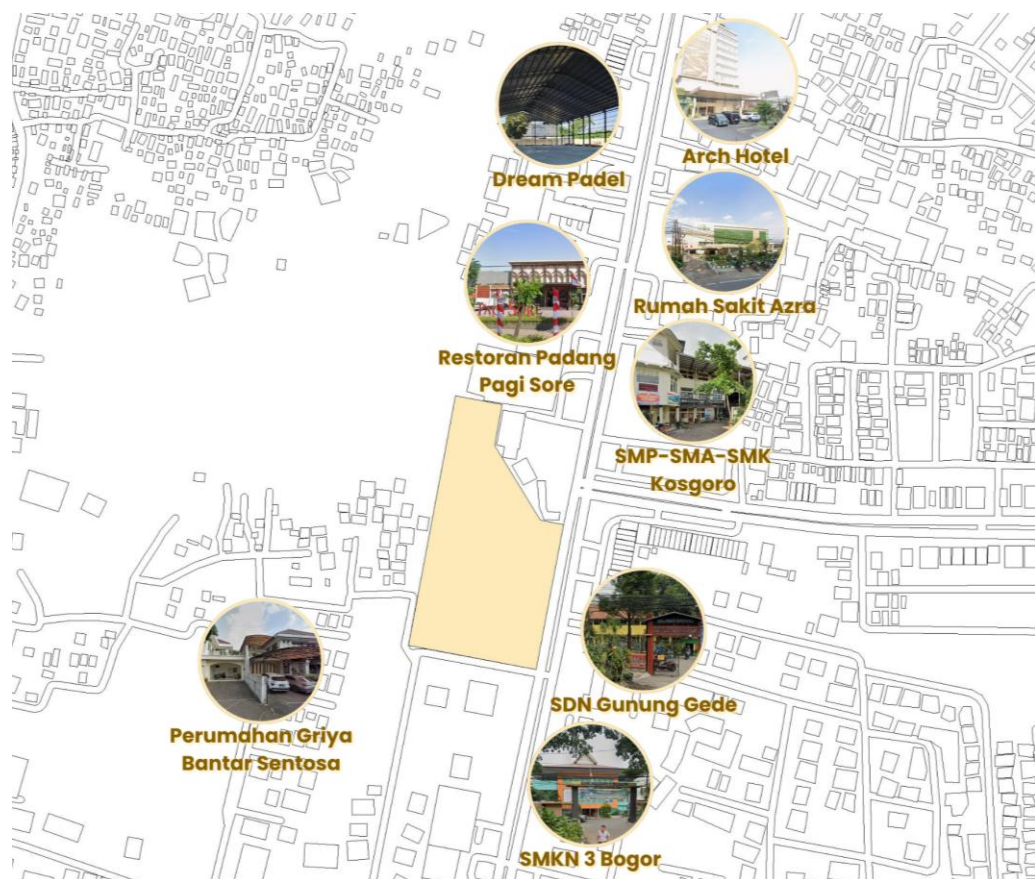 Arch Hotel
Dream Padel
Rumah Sakit Azra
Restoran Padang
Pagi Sore
SMP-SMA-SMK
Kosgoro
SDN Gunung Gede
Perumahan Griya
Bantar Sentosa
SMKN 3 Bogor